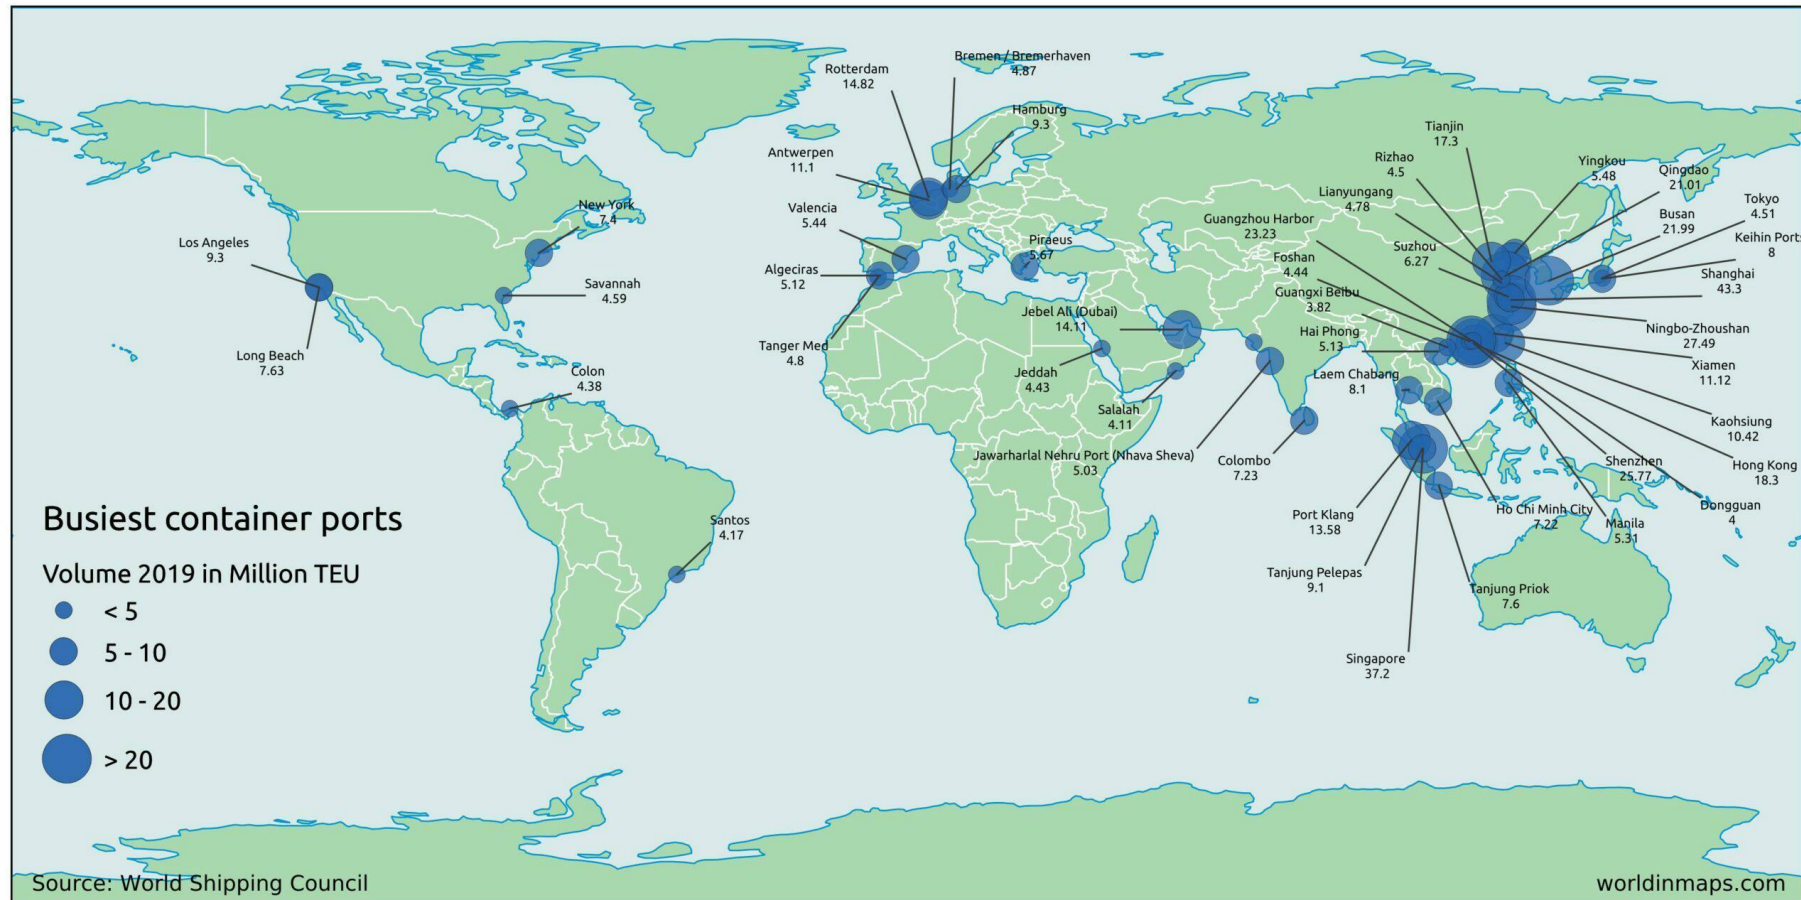 Bremen / Bremerhaven
4.87
Rotterdam
14.82
Hamburg
9.3
Antwerpen
11.1
Valencia
5.44
Algeciras
5.12
Tanger Med
4.8
Piraeus
5.67
New York
7.4
Los Angeles
9.3
Savannah
4.59
Long Beach
7.63
Colon
4.38
Santos
4.17
Jebel Ali (Dubai)
14.11
Jeddah
4.43
Salalah
4.11
Jawarharlal Nehru Port (Nhava Sheva)
5.03
Colombo
7.23
Tianjin
17.3
Rizhao
4.5
Yingkou
5.48
Qingdao
21.01
Lianyungang
4.78
Tokyo
4.51
Guangzhou Harbor
23.23
Busan
21.99
Keihin Ports
8
Suzhou
6.27
Foshan
4.44
Shanghai
43.3
Guangxi Beibu
3.82
Ningbo-Zhoushan
27.49
Hai Phong
5.13
Xiamen
11.12
Laem Chabang
8.1
Kaohsiung
10.42
Shenzhen
25.77
Hong Kong
18.3
Port Klang
13.58
Ho Chi Minh City
7.22
Manila
5.31
Dongguan
4
Tanjung Pelepas
9.1
Tanjung Priok
7.6
Singapore
37.2
Busiest container ports
Volume 2019 in Million TEU
< 5
5 - 10
10 - 20
> 20
Source: World Shipping Council
worldinmaps.com